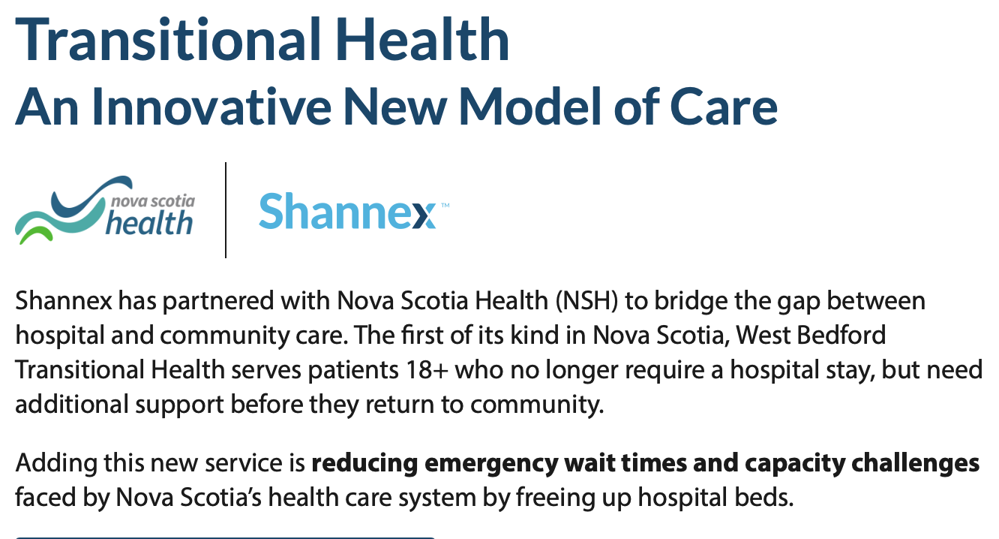 Transitional Health
An Innovative New Model of Care
nova scotia
health
Shannex™
Shannex has partnered with Nova Scotia Health (NSH) to bridge the gap between
hospital and community care. The first of its kind in Nova Scotia, West Bedford
Transitional Health serves patients 18+ who no longer require a hospital stay, but need
additional support before they return to community.
Adding this new service is reducing emergency wait times and capacity challenges
faced by Nova Scotia’s health care system by freeing up hospital beds.